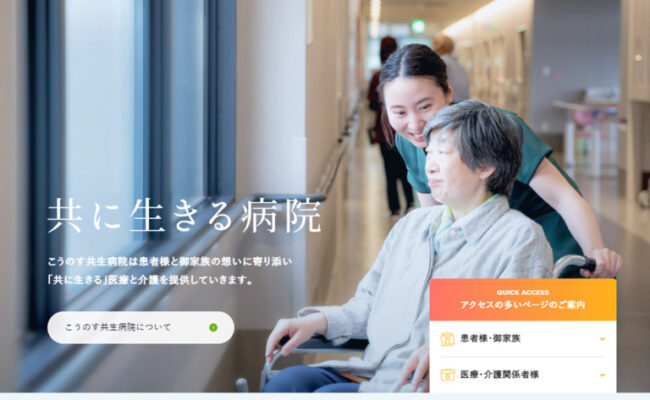 共に生きる病院
こうのす共生病院は患者様と御家族の想いに寄り添い
「共に生きる」医療と介護を提供していきます。
こうのす共生病院について
QUICK ACCESS
アクセスの多いページのご案内
患者様・御家族
医療・介護関係者様